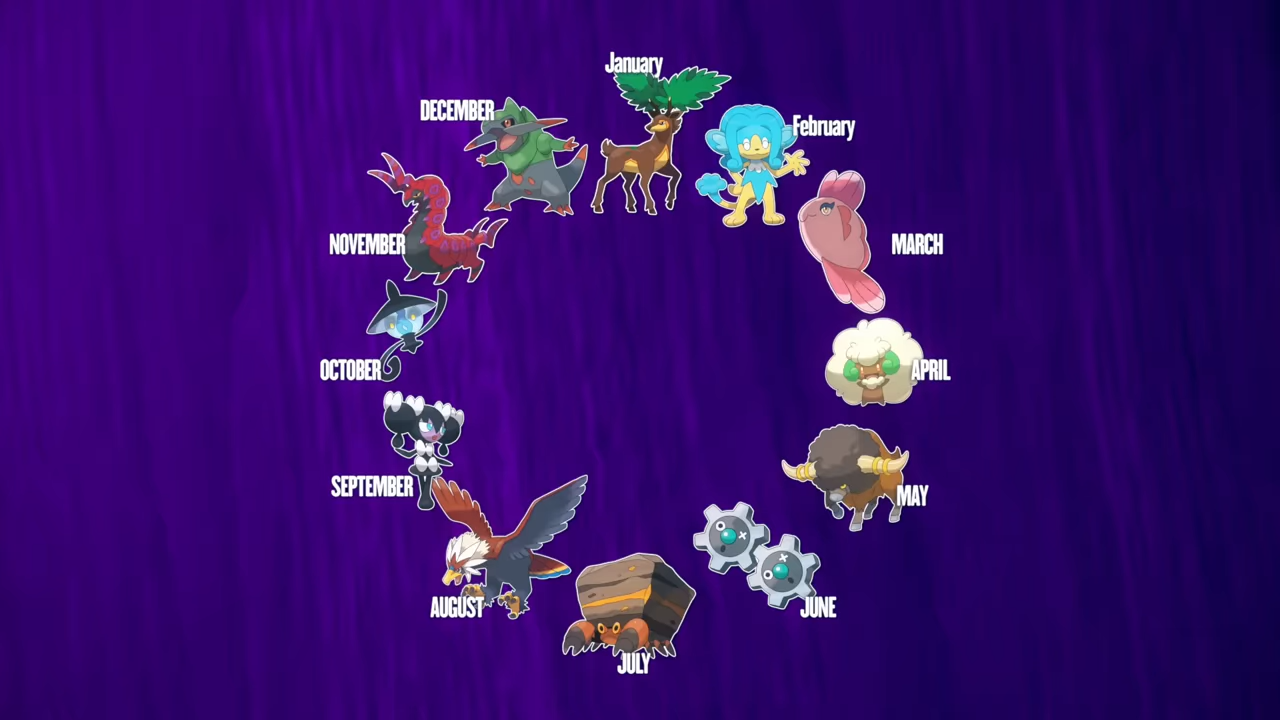 January
February
MARCH
APRIL
MAY
JUNE
JULY
AUGUST
SEPTEMBER
OCTOBER
NOVEMBER
DECEMBER